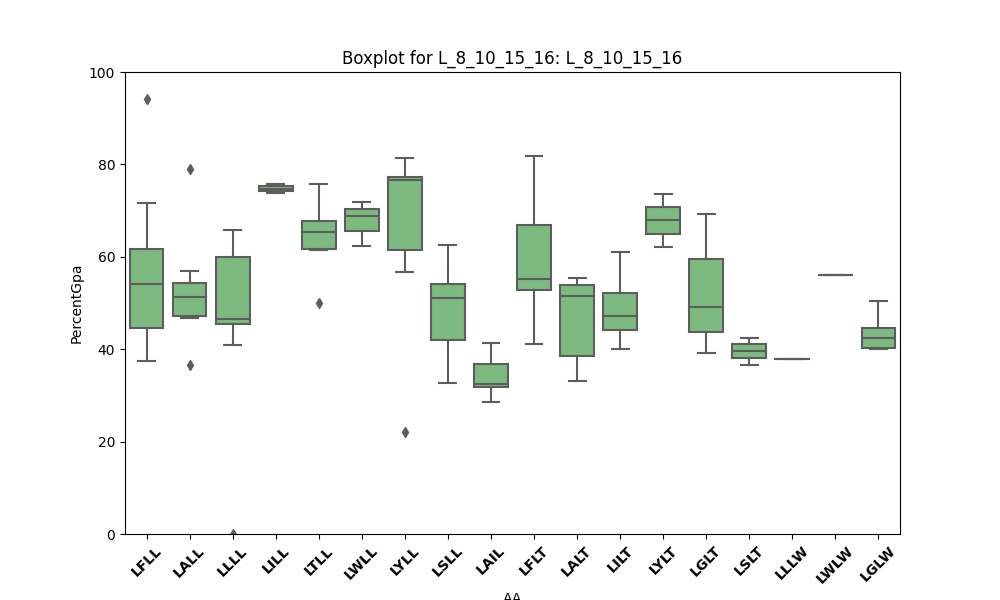 Boxplot for L_8_10_15_16: L_8_10_15_16
100
80
60
40
20
0
PercentGpa
LFLL LALL LLLL LILL LTLL LWLL LYLL LSLL LAIL LFLT LALT LILT LYLT LGLT LSLT LLLW LWLW LGLW
AA